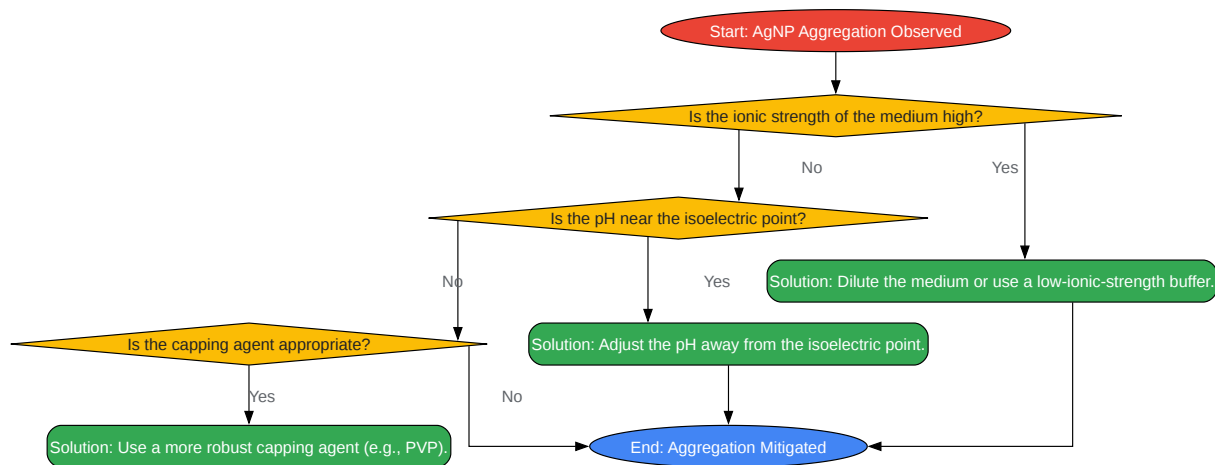 Start: AgNP Aggregation Observed
Is the ionic strength of the medium high?
No
Yes
Is the pH near the isoelectric point?
No
Yes
Solution: Dilute the medium or use a low-ionic-strength buffer.
Is the capping agent appropriate?
Solution: Adjust the pH away from the isoelectric point.
Yes
No
Solution: Use a more robust capping agent (e.g., PVP).
End: Aggregation Mitigated